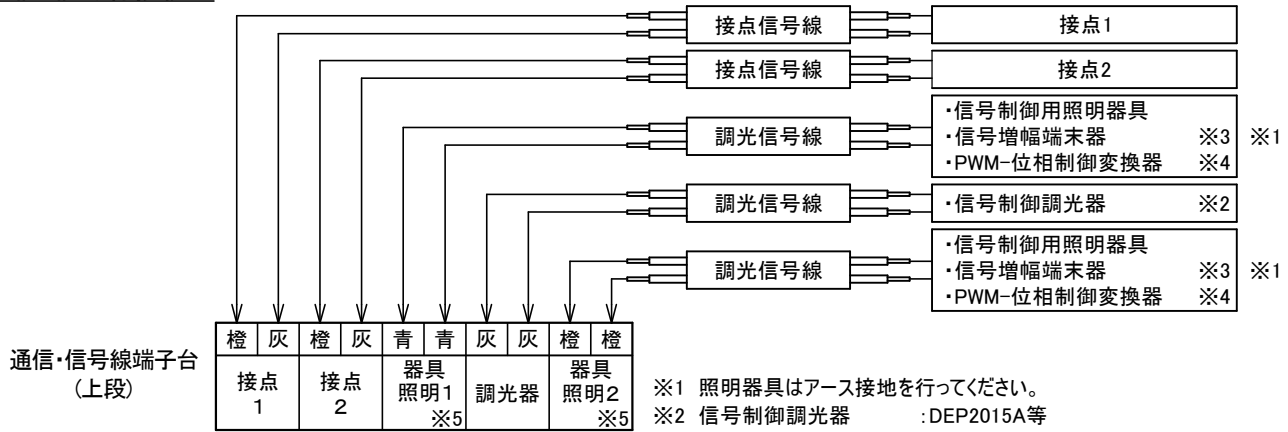 接点信号線 接点1
接点信号線 接点2
調光信号線
・信号制御用照明器具
・信号増幅端末器 ※3 ※1
・PWM-位相制御変換器 ※4
調光信号線 ・信号制御調光器 ※2
調光信号線
・信号制御用照明器具
・信号増幅端末器 ※3 ※1
・PWM-位相制御変換器 ※4
通信・信号線端子台
(上段)
橙 灰 橙 灰 青 青 灰 灰 橙 橙
接点
1
接点
2
器具
照明1
※5
調光器
器具
照明2
※5
※1 照明器具はアース接地を行ってください。
※2 信号制御調光器 :DEP2015A等